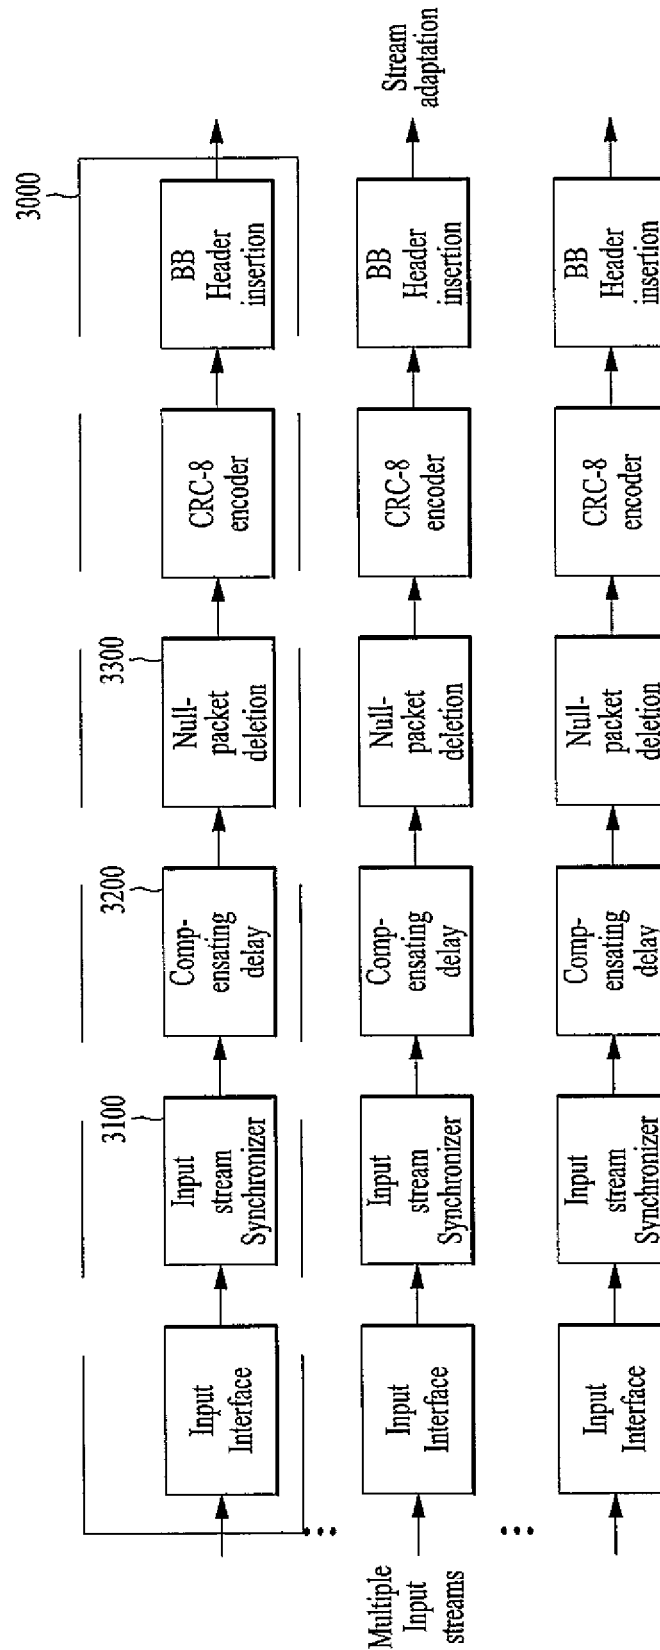 3000
3100
3200
3300
Input
Interface
Input
stream
Synchronizer
Comp-
ensating
delay
Null-
packet
deletion
CRC-8
encoder
BB
Header
insertion
Multiple
Input
streams
Input
Interface
Input
stream
Synchronizer
Comp-
ensating
delay
Null-
packet
deletion
CRC-8
encoder
BB
Header
insertion
Stream
adaptation
Input
Interface
Input
stream
Synchronizer
Comp-
ensating
delay
Null-
packet
deletion
CRC-8
encoder
BB
Header
insertion